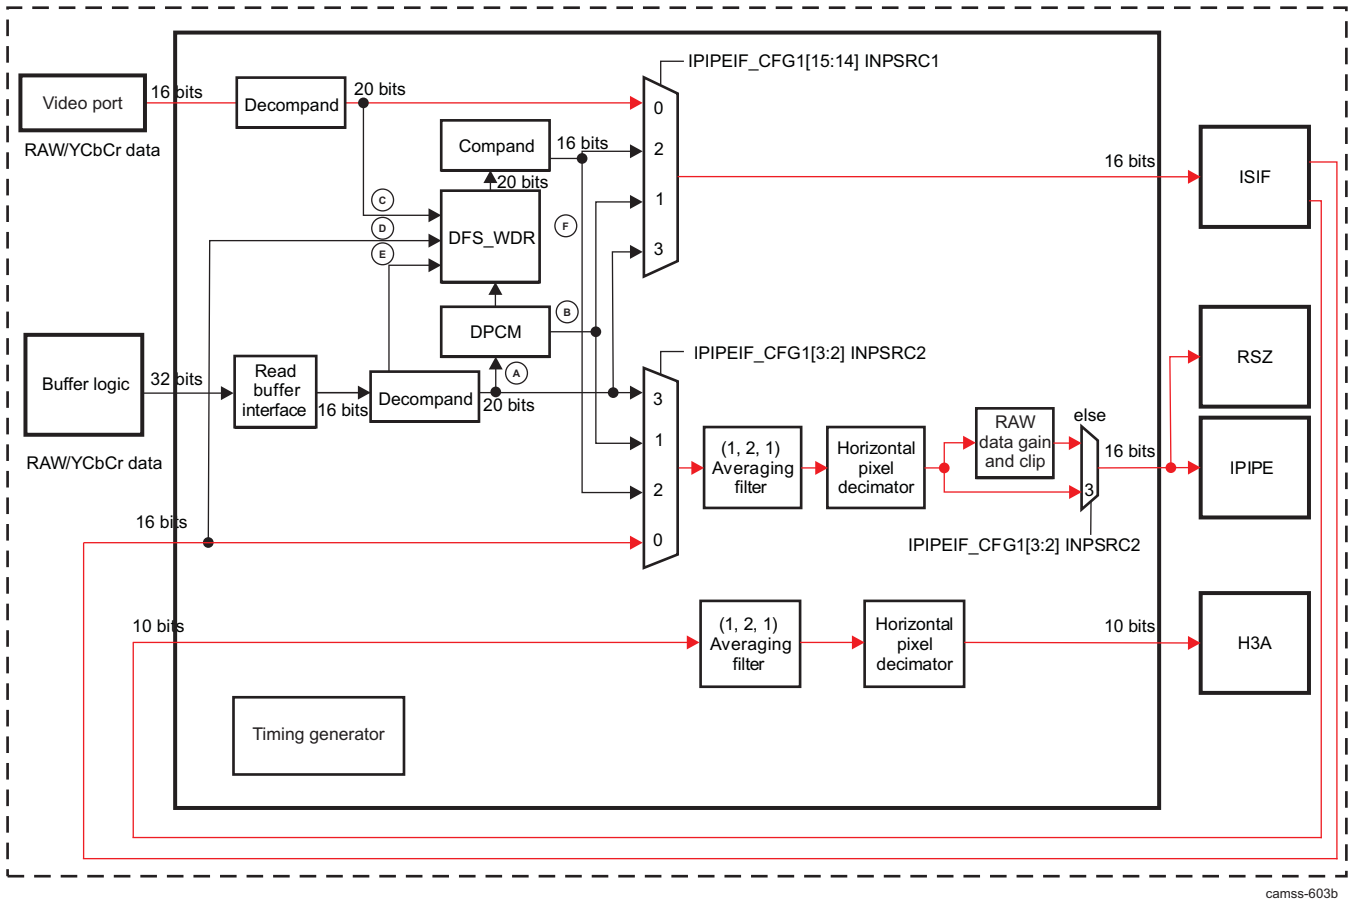 IPIPEIF_CFG1[15:14] INPSRC1
Video port
16 bits
Decompand
20 bits
0
RAW/YCbCr data
Compand
16 bits
2
20 bits
16 bits
ISIF
C
1
D
DFS_WDR
F
E
3
B
DPCM
IPIPEIF_CFG1[3:2] INPSRC2
RSZ
Buffer logic
32 bits
Read
buffer
interface
16 bits
Decompand
A
20 bits
3
RAW/YCbCr data
1
2
0
(1, 2, 1)
Averaging
filter
Horizontal
pixel
decimator
RAW
data gain
and clip
else
3
16 bits
IPIPE
IPIPEIF_CFG1[3:2] INPSRC2
16 bits
10 bits
(1, 2, 1)
Averaging
filter
Horizontal
pixel
decimator
10 bits
H3A
Timing generator
camss-603b